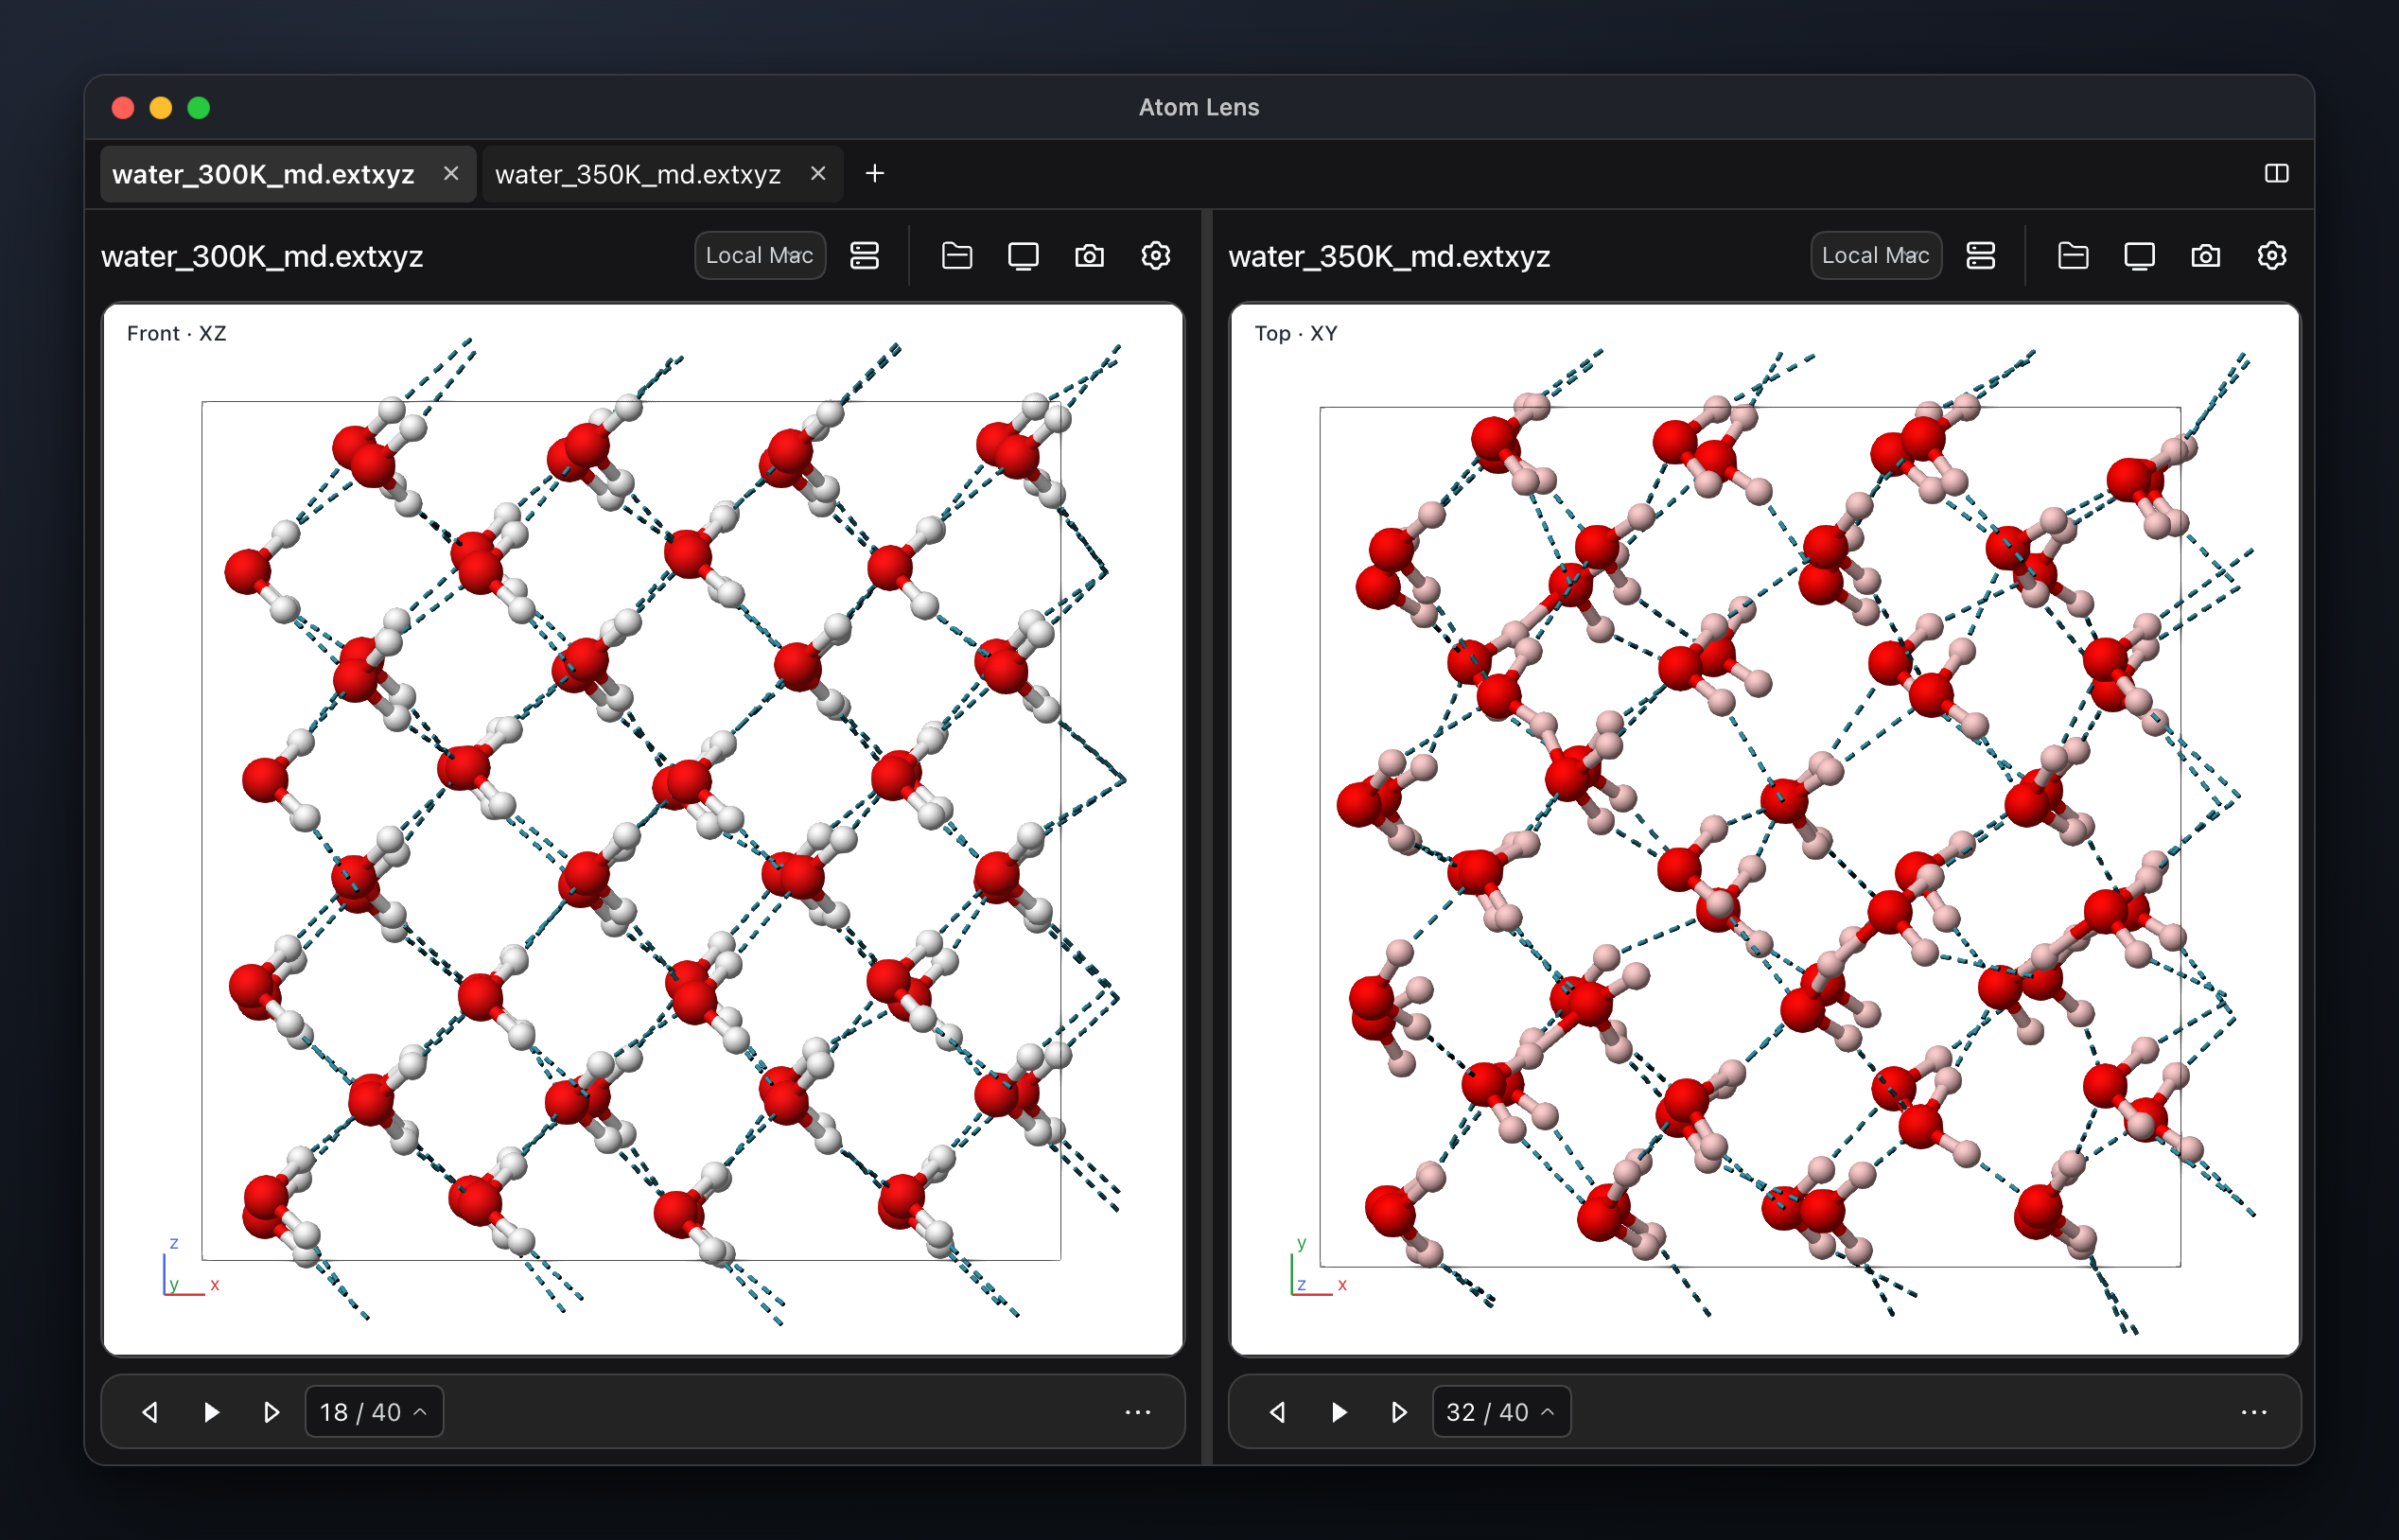 Atom Lens
water_300K_md.extxyz
water_350K_md.extxyz
water_300K_md.extxyz
Local Mac
water_350K_md.extxyz
Local Mac
Front · XZ
z
y x
Top · XY
y
z x
18 / 40
32 / 40